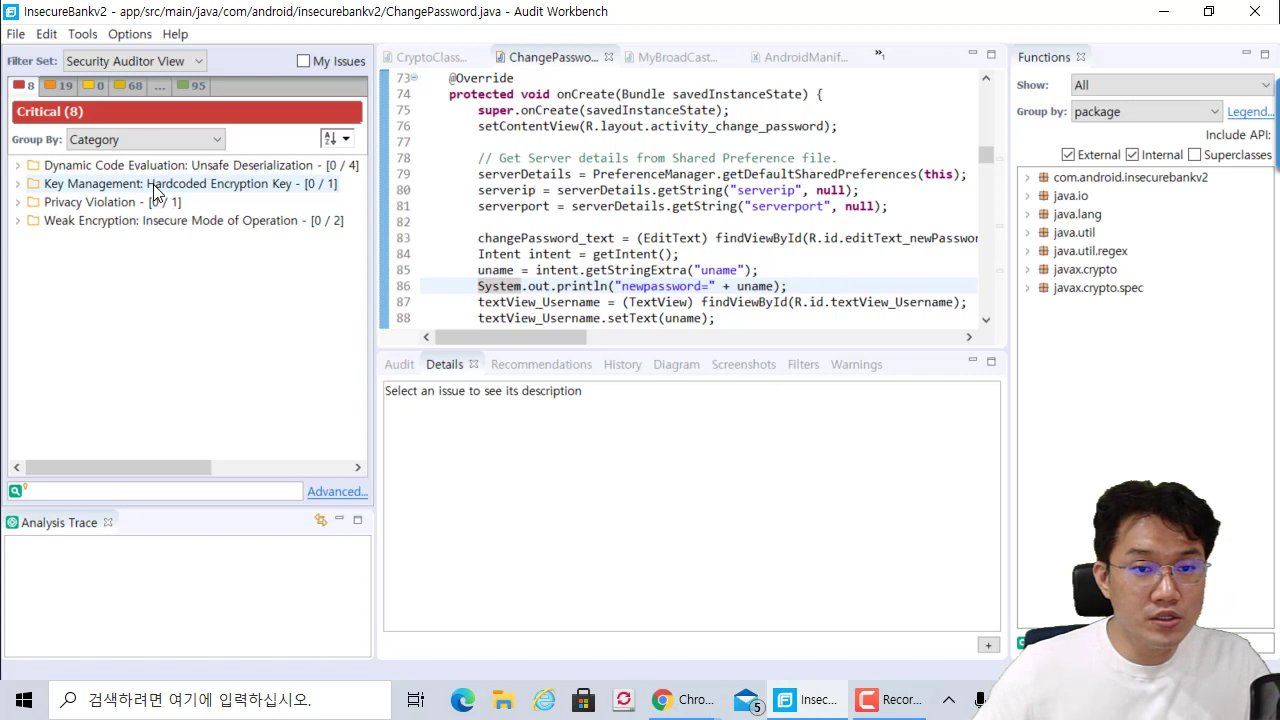 InsecureBankv2 - app/src/main/java/com/android/insecurebankv2/ChangePassword.java - Audit Workbench
File Edit Tools Options Help
Filter Set: Security Auditor View My Issues
8 19 0 68 ... 95
Critical (8)
Group By: Category
Dynamic Code Evaluation: Unsafe Deserialization - [0 / 4]
Key Management: Hardcoded Encryption Key - [0 / 1]
Privacy Violation - [0 / 1]
Weak Encryption: Insecure Mode of Operation - [0 / 2]
Advanced...
Analysis Trace
CryptoClass... ChangePasswo... MyBroadCast... AndroidManif...
73 @Override
74 protected void onCreate(Bundle savedInstanceState) {
75 super.onCreate(savedInstanceState);
76 setContentView(R.layout.activity_change_password);
77
78 // Get Server details from Shared Preference file.
79 serverDetails = PreferenceManager.getDefaultSharedPreferences(this);
80 serverip = serverDetails.getString("serverip", null);
81 serverport = serverDetails.getString("serverport", null);
82
83 changePassword_text = (EditText) findViewById(R.id.editText_newPasswor
84 Intent intent = getIntent();
85 uname = intent.getStringExtra("uname");
86 System.out.println("newpassword=" + uname);
87 textView_Username = (TextView) findViewById(R.id.textView_Username);
88 textView_Username.setText(uname);
Audit Details Recommendations History Diagram Screenshots Filters Warnings
Select an issue to see its description
Functions
Show: All
Group by: package Legend...
Include API:
External Internal Superclasses
com.android.insecurebankv2
java.io
java.lang
java.util
java.util.regex
javax.crypto
javax.crypto.spec
검색하려면 여기에 입력하십시오.
5
Chro...
Insec...
Recor...